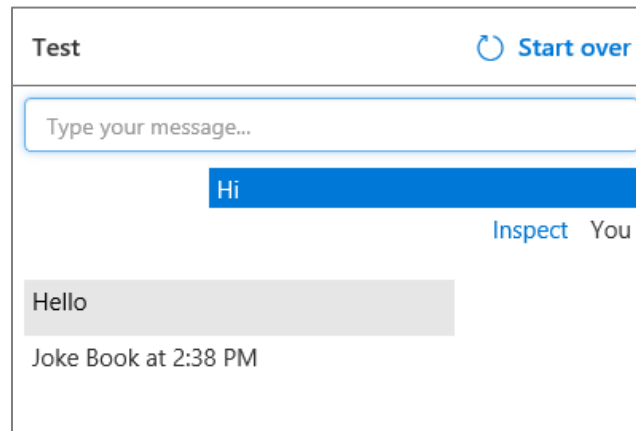 Test
Start over
Type your message...
Hi
Inspect You
Hello
Joke Book at 2:38 PM